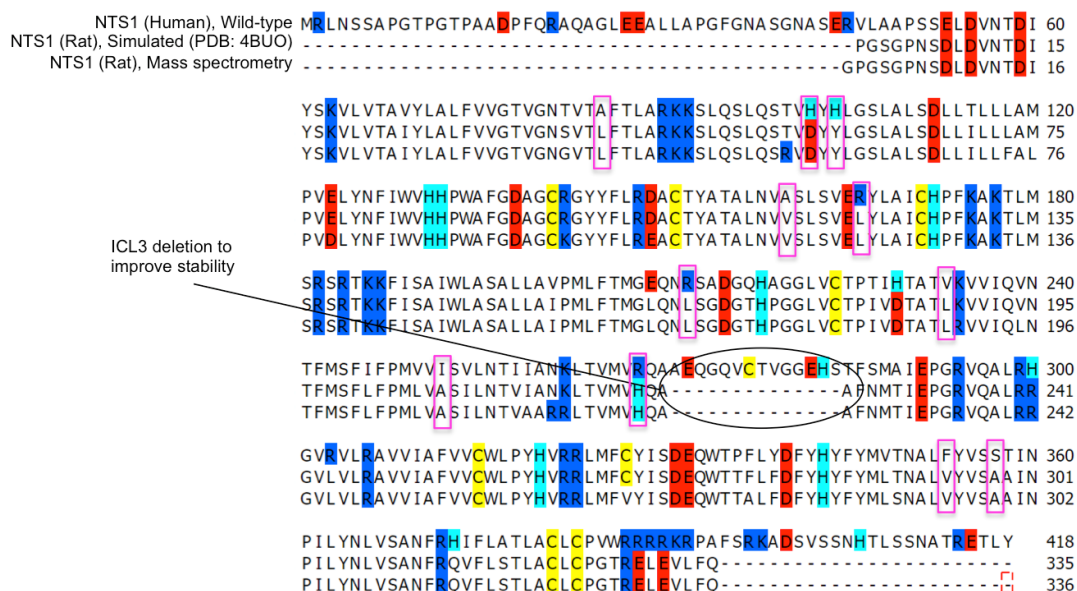 NTS1 (Human), Wild-type MRLNSSAPGTPGTPAADPFQRAQAGLEEALLAPGFGNASGNASERVLAAPSSELDVNTDI 60
NTS1 (Rat), Simulated (PDB: 4BUO) ---------------------------------------------PGSGPNSDLDVNTDI 15
NTS1 (Rat), Mass spectrometry --------------------------------------------GPGSGPNSDLDVNTDI 16
YSKVLVTAVYLALFVVGTVGNTVTAFTLARKKSLQSLQSTVHYHLGSLALSDLLTLLLAM 120
YSKVLVTAIYLALFVVGTVGNSVTLFTLARKKSLQSLQSTVDYYLGSLALSDLLILLLAM 75
YSKVLVTAIYLALFVVGTVGNGVTLFTLARKKSLQSLQSRVDYYLGSLALSDLLILLFAL 76
PVELYNFIWVHHPWAFGDAGCRGYYFLRDACTYATALNVASLSVERYLAICHPFKAKTLM 180
PVELYNFIWVHHPWAFGDAGCRGYYFLRDACTYATALNVVSLSVELYLAICHPFKAKTLM 135
PVDLYNFIWVHHPWAFGDAGCKGYYFLREACTYATALNVVSLSVELYLAICHPFKAKTLM 136
ICL3 deletion to
improve stability
SRSRTKKFISAIWLASALLAVPMLFTMGEQNRSADGQHAGGLVCTPTIHTATVKVVIQVN 240
SRSRTKKFISAIWLASALLAIPMLFTMGLQNLSGDGTHPGGLVCTPIVDTATLKVVIQVN 195
SRSRTKKFISAIWLASALLAIPMLFTMGLQNLSGDGTHPGGLVCTPIVDTATLRVVIQLN 196
TFMSFIFPMVVISVLNTIIANKLTVMVRQAAEQGQVCTVGGEHSTFSMAIEPGRVQALRH 300
TFMSFLFPMLVASILNTVIANKLTVMVHQA--------------AFNMTIEPGRVQALRR 241
TFMSFLFPMLVASILNTVAARRLTVMVHQA--------------AFNMTIEPGRVQALRR 242
GVRVLRAVVIAFVVCWLPYHVRRLMFCYISDEQWTPFLYDFYHYFYMVTNALFYVSSTIN 360
GVLVLRAVVIAFVVCWLPYHVRRLMFCYISDEQWTTFLFDFYHYFYMLTNALVYVSAAIN 301
GVLVLRAVVIAFVVCWLPYHVRRLMFVYISDEQWTTALFDFYHYFYMLSNALVYVSAAIN 302
PILYNLVSANFRHIFLATLACLCPVWRRRRKRPAFSRKADSVSSNHTLSSNATRETLY 418
PILYNLVSANFRQVFLSTLACLCPGTRELEVLFQ------------------------ 335
PILYNLVSANFRQVFLSTLACLCPGTRELEVLFQ------------------------ 336